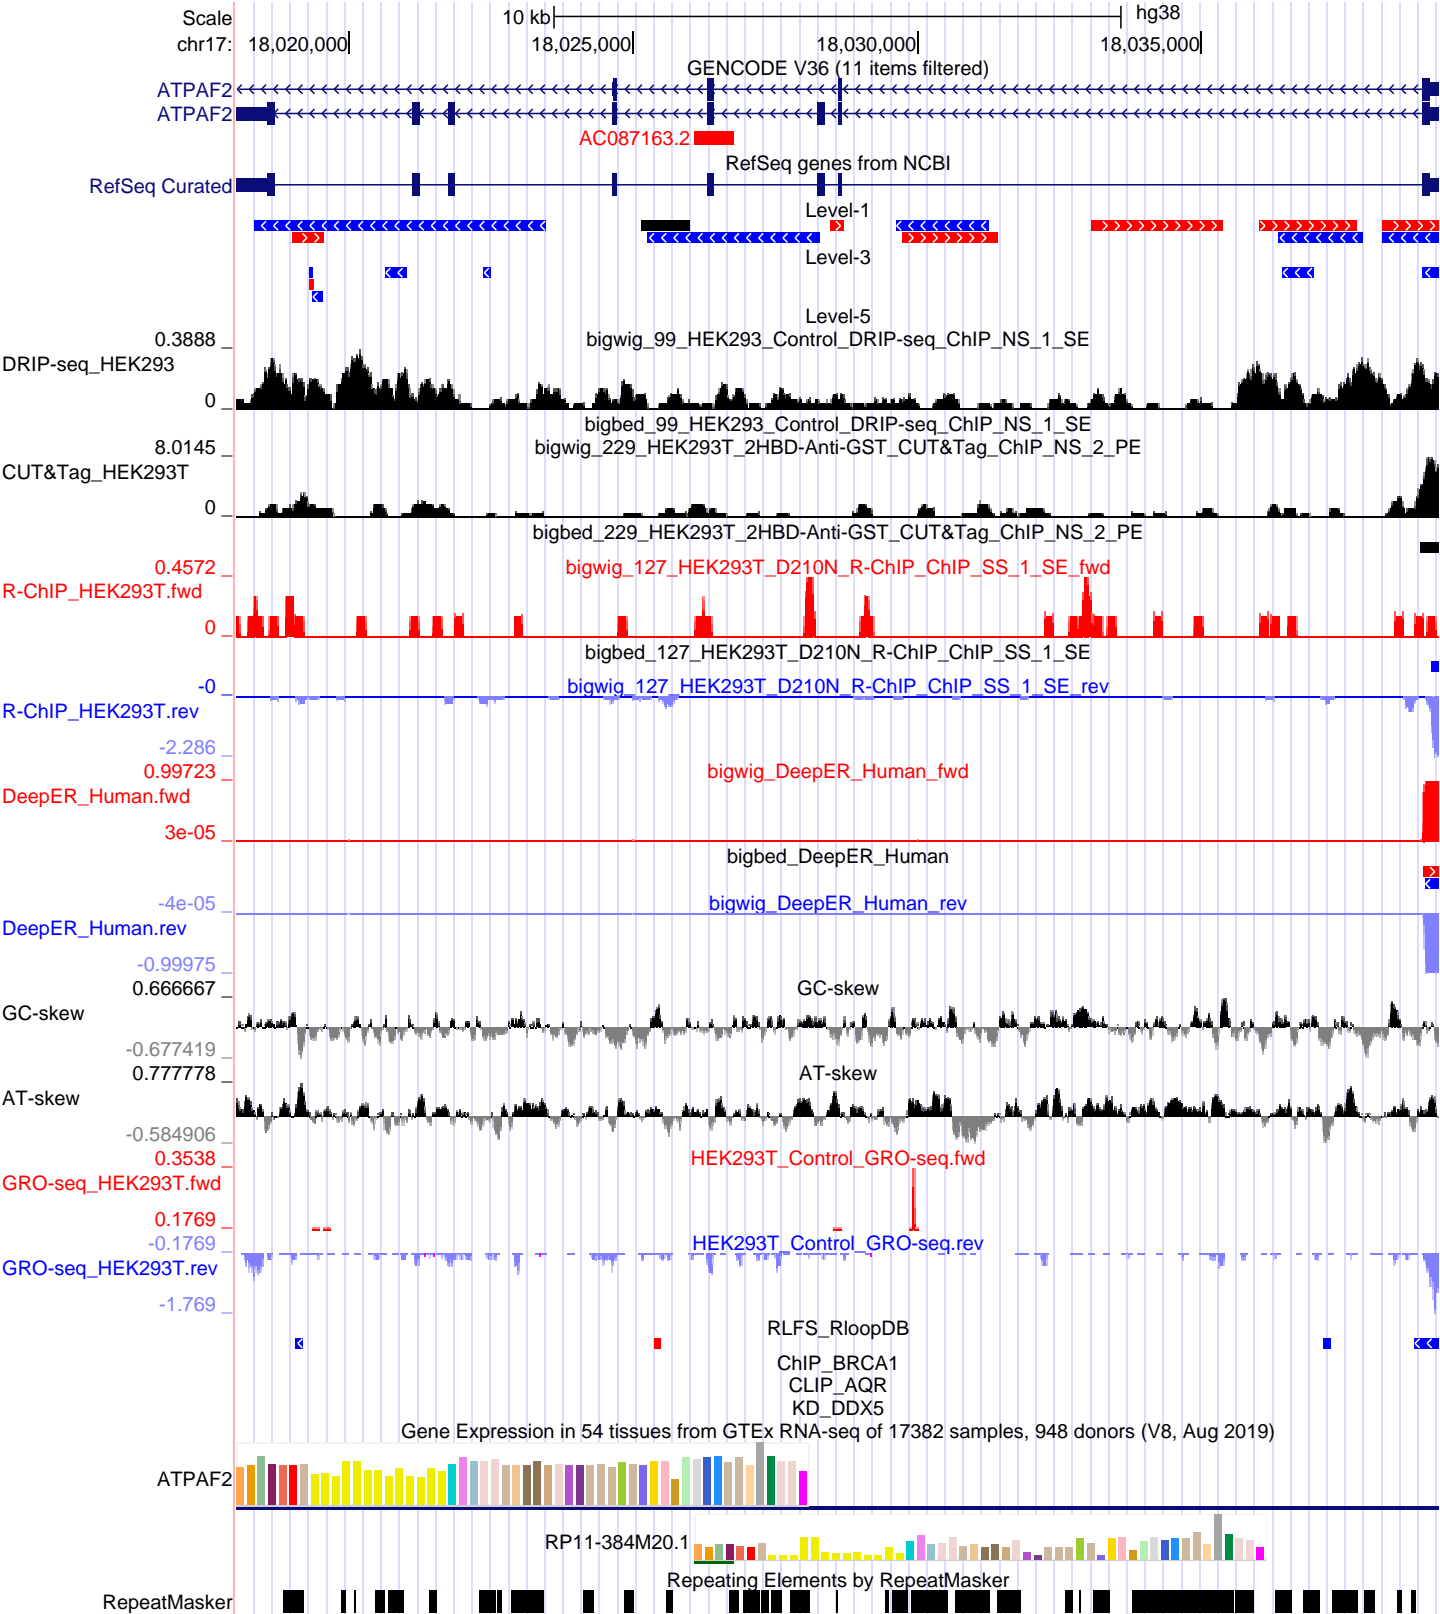 Scale 10 kb hg38
chr17: 18,020,000 18,025,000 18,030,000 18,035,000
GENCODE V36 (11 items filtered)
ATPAF2
ATPAF2
AC087163.2
RefSeq genes from NCBI
RefSeq Curated
Level-1
Level-3
Level-5
0.3888 bigwig_99_HEK293_Control_DRIP-seq_ChIP_NS_1_SE
DRIP-seq_HEK293
0
bigbed_99_HEK293_Control_DRIP-seq_ChIP_NS_1_SE
8.0145 bigwig_229_HEK293T_2HBD-Anti-GST_CUT&Tag_ChIP_NS_2_PE
CUT&Tag_HEK293T
0
bigbed_229_HEK293T_2HBD-Anti-GST_CUT&Tag_ChIP_NS_2_PE
0.4572 bigwig_127_HEK293T_D210N_R-ChIP_ChIP_SS_1_SE_fwd
R-ChIP_HEK293T.fwd
0
bigbed_127_HEK293T_D210N_R-ChIP_ChIP_SS_1_SE
-0 bigwig_127_HEK293T_D210N_R-ChIP_ChIP_SS_1_SE_rev
R-ChIP_HEK293T.rev
-2.286
0.99723 bigwig_DeepER_Human_fwd
DeepER_Human.fwd
3e-05
bigbed_DeepER_Human
-4e-05 bigwig_DeepER_Human_rev
DeepER_Human.rev
-0.99975
0.666667 GC-skew
GC-skew
-0.677419
0.777778 AT-skew
AT-skew
-0.584906
0.3538 HEK293T_Control_GRO-seq.fwd
GRO-seq_HEK293T.fwd
0.1769
-0.1769 HEK293T_Control_GRO-seq.rev
GRO-seq_HEK293T.rev
-1.769
RLFS_RloopDB
ChIP_BRCA1
CLIP_AQR
KD_DDX5
Gene Expression in 54 tissues from GTEx RNA-seq of 17382 samples, 948 donors (V8, Aug 2019)
ATPAF2
RP11-384M20.1
Repeating Elements by RepeatMasker
RepeatMasker